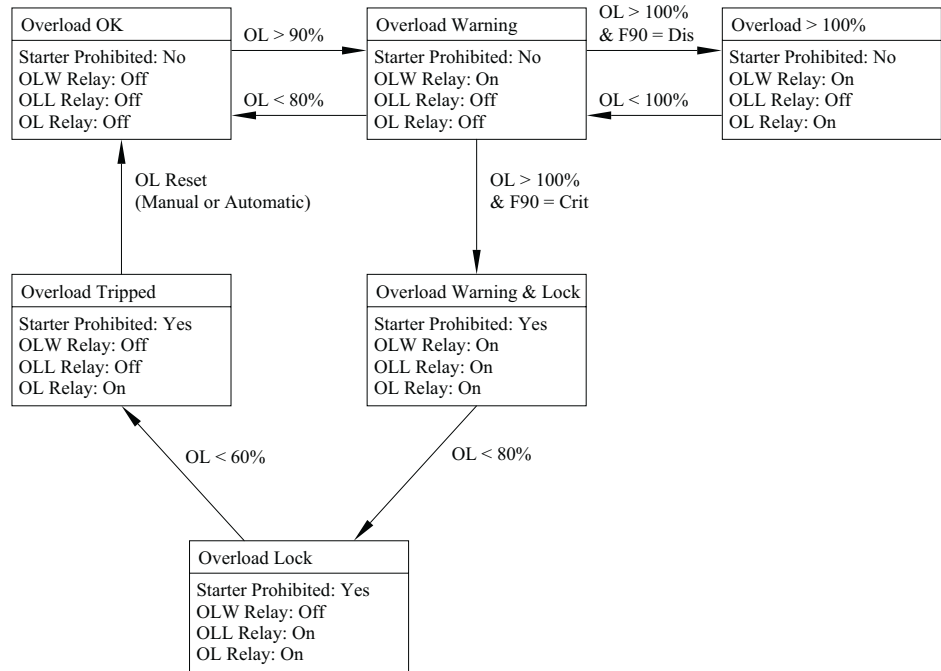 Overload OK
Starter Prohibited: No
OLW Relay: Off
OLL Relay: Off
OL Relay: Off
OL > 90%
OL < 80%
Overload Warning
Starter Prohibited: No
OLW Relay: On
OLL Relay: Off
OL Relay: Off
OL > 100%
& F90 = Dis
OL < 100%
Overload > 100%
Starter Prohibited: No
OLW Relay: On
OLL Relay: Off
OL Relay: On
OL Reset
(Manual or Automatic)
OL > 100%
& F90 = Crit
Overload Tripped
Starter Prohibited: Yes
OLW Relay: Off
OLL Relay: Off
OL Relay: On
Overload Warning & Lock
Starter Prohibited: Yes
OLW Relay: On
OLL Relay: On
OL Relay: On
OL < 60%
OL < 80%
Overload Lock
Starter Prohibited: Yes
OLW Relay: Off
OLL Relay: On
OL Relay: On